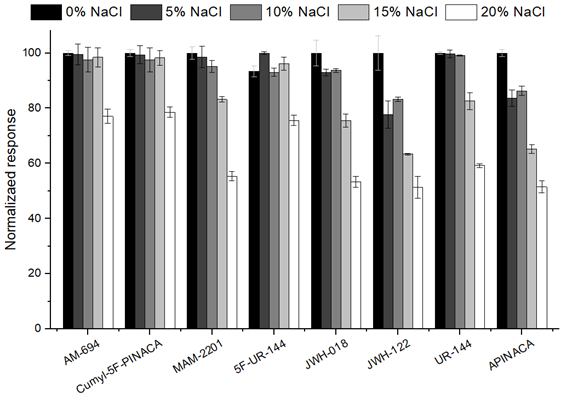 0% NaCl 5% NaCl 10% NaCl 15% NaCl 20% NaCl
Normalizaed response
100
80
60
40
20
0
AM-694
Cumyl-5F-PINACA
MAM-2201
5F-UR-144
JWH-018
JWH-122
UR-144
APINACA